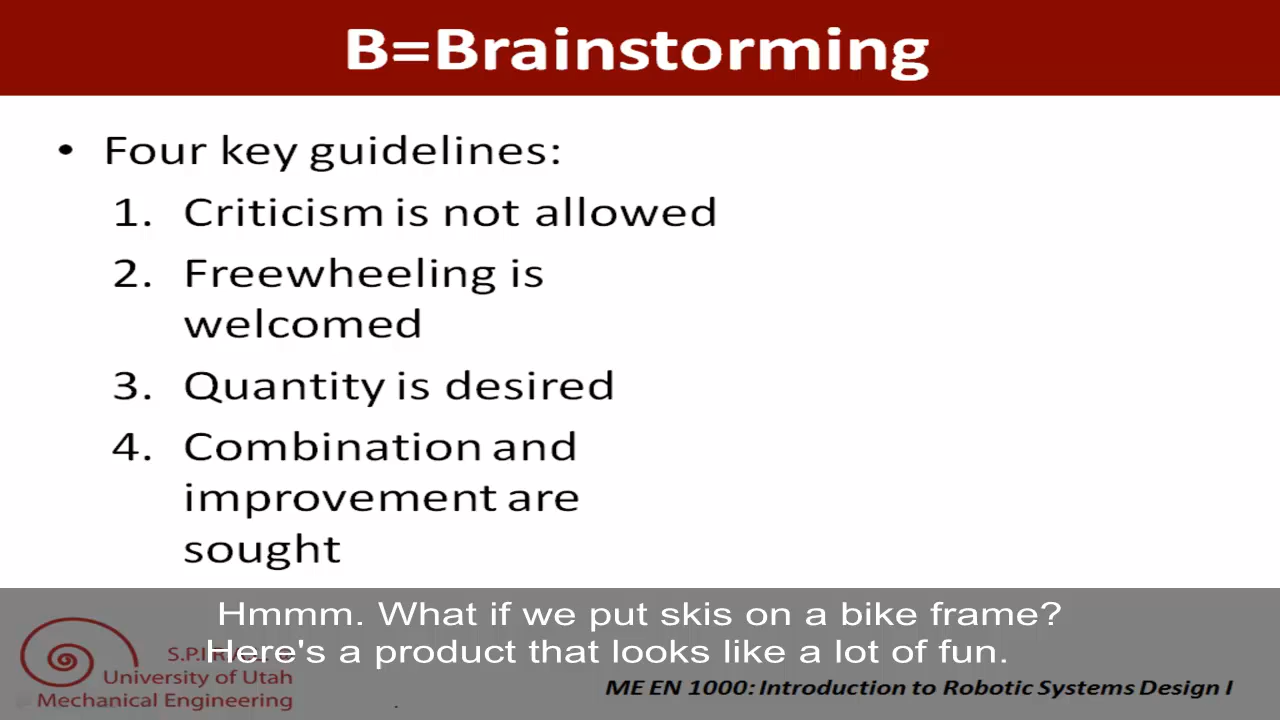 B=Brainstorming
• Four key guidelines:
1. Criticism is not allowed
2. Freewheeling is
welcomed
3. Quantity is desired
4. Combination and
improvement are
sought
Hmmm. What if we put skis on a bike frame?
Here's a product that looks like a lot of fun.
University of Utah
Mechanical Engineering
ME EN 1000: Introduction to Robotic Systems Design I